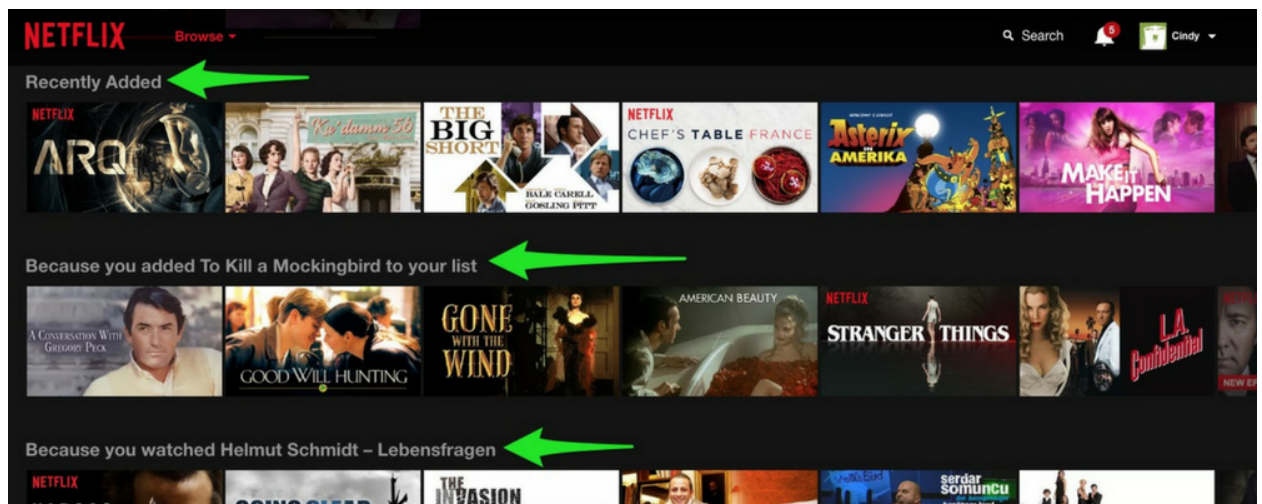 NETFLIX
Browse
Search
5
Cindy
Recently Added
NETFLIX
ARQ
Ku'damm 56
THE
BIG
SHORT
BALE CARELL
GOSLING PITT
NETFLIX
CHEF'S TABLE FRANCE
Asterix
IN
AMERIKA
MAKE IT
HAPPEN
Because you added To Kill a Mockingbird to your list
A CONVERSATION WITH
GREGORY PECK
GOOD WILL HUNTING
GONE
WITH THE
WIND
AMERICAN BEAUTY
NETFLIX
STRANGER THINGS
L.A.
Confidential
NEW EP
Because you watched Helmut Schmidt – Lebensfragen
NETFLIX
GOING CLEAR
THE
INVASION
serdar
somuncu